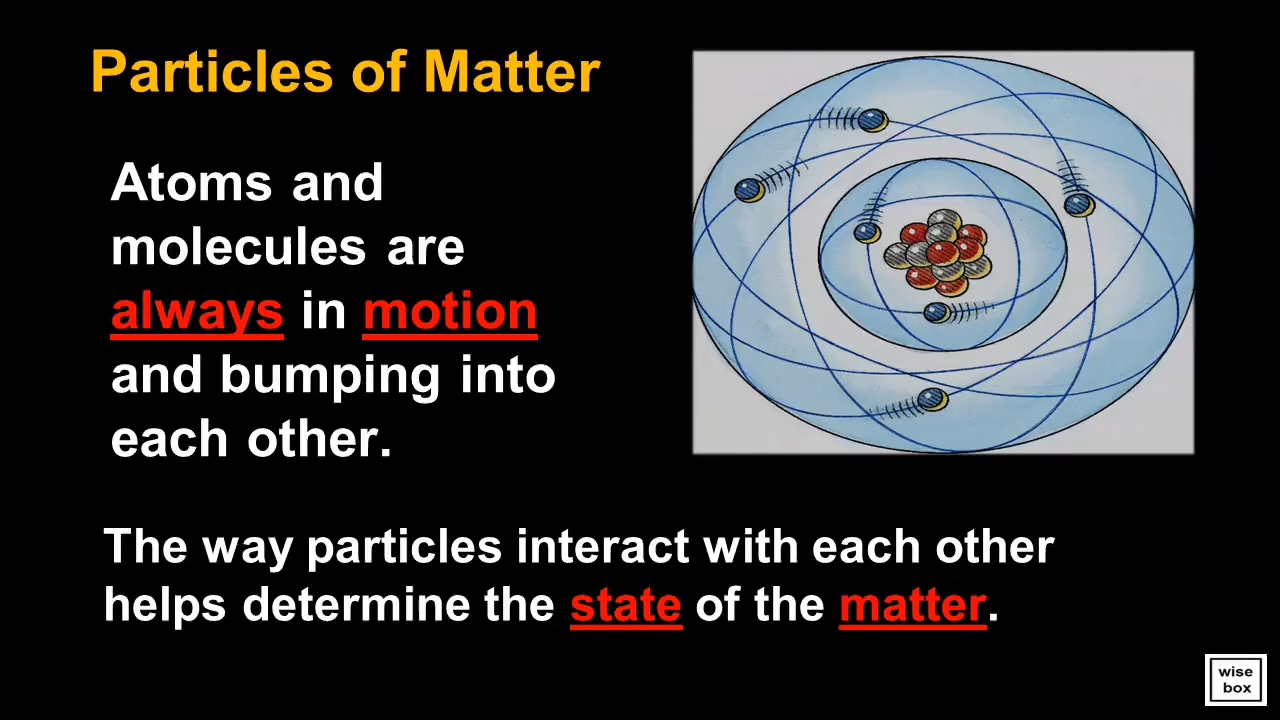 Particles of Matter
Atoms and
molecules are
always in motion
and bumping into
each other.
The way particles interact with each other
helps determine the state of the matter.
wise
box